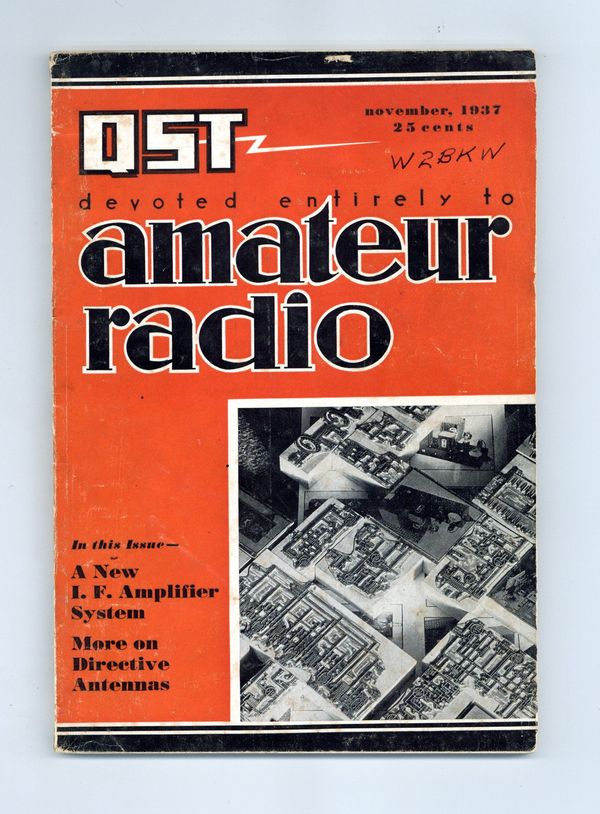 QST
november, 1937
25 cents
W2BKW
devoted entirely to
amateur
radio
In this Issue—
A New
I. F. Amplifier
System
More on
Directive
Antennas